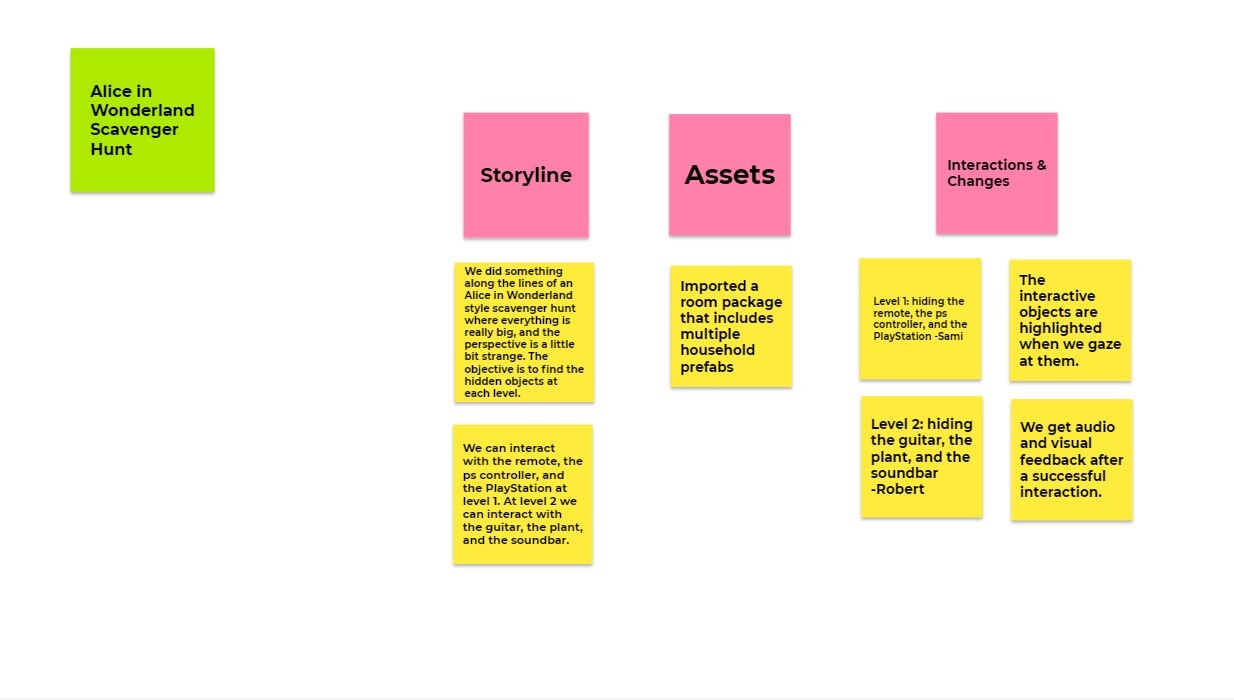 Alice in
Wonderland
Scavenger
Hunt
Storyline
Assets
Interactions &
Changes
We did something
along the lines of an
Alice in Wonderland
style scavenger hunt
where everything is
really big, and the
perspective is a little
bit strange. The
objective is to find the
hidden objects at
each level.
We can interact
with the remote, the
ps controller, and
the PlayStation at
level 1. At level 2 we
can interact with
the guitar, the plant,
and the soundbar.
Imported a
room package
that includes
multiple
household
prefabs
Level 1: hiding the
remote, the ps
controller, and the
PlayStation -Sami
The
interactive
objects are
highlighted
when we gaze
at them.
Level 2: hiding
the guitar, the
plant, and the
soundbar
-Robert
We get audio
and visual
feedback after
a successful
interaction.